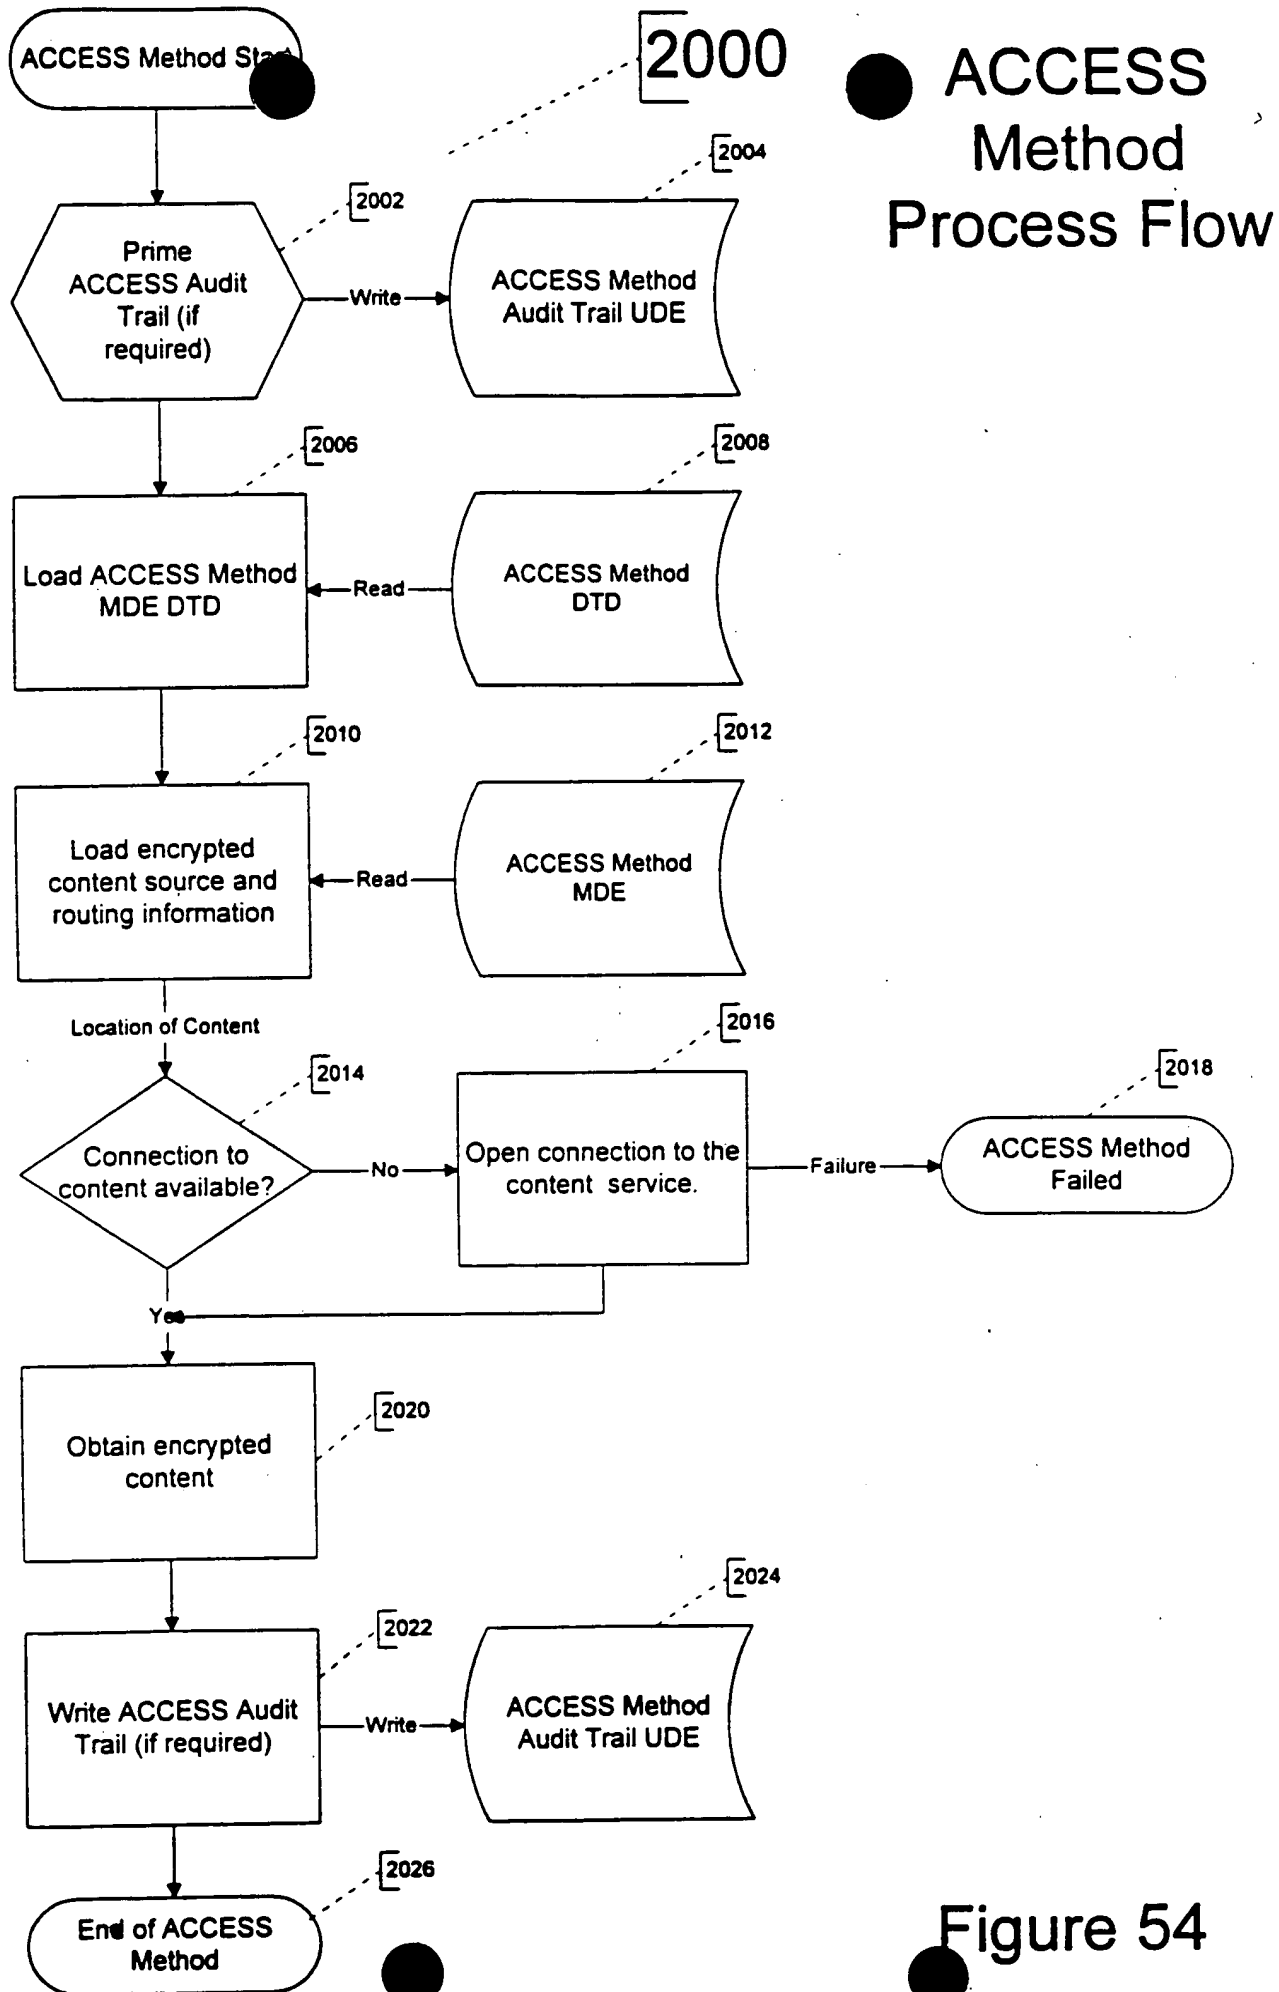 ACCESS Method Start
2000
ACCESS
Method
Process Flow
2002
2004
Prime
ACCESS Audit
Trail (if
required)
Write
ACCESS Method
Audit Trail UDE
2006
2008
Load ACCESS Method
MDE DTD
Read
ACCESS Method
DTD
2010
2012
Load encrypted
content source and
routing information
Read
ACCESS Method
MDE
Location of Content
2014
2016
2018
Connection to
content available?
No
Open connection to the
content service.
Failure
ACCESS Method
Failed
Yes
2020
Obtain encrypted
content
2022
2024
Write ACCESS Audit
Trail (if required)
Write
ACCESS Method
Audit Trail UDE
2026
End of ACCESS
Method
Figure 54